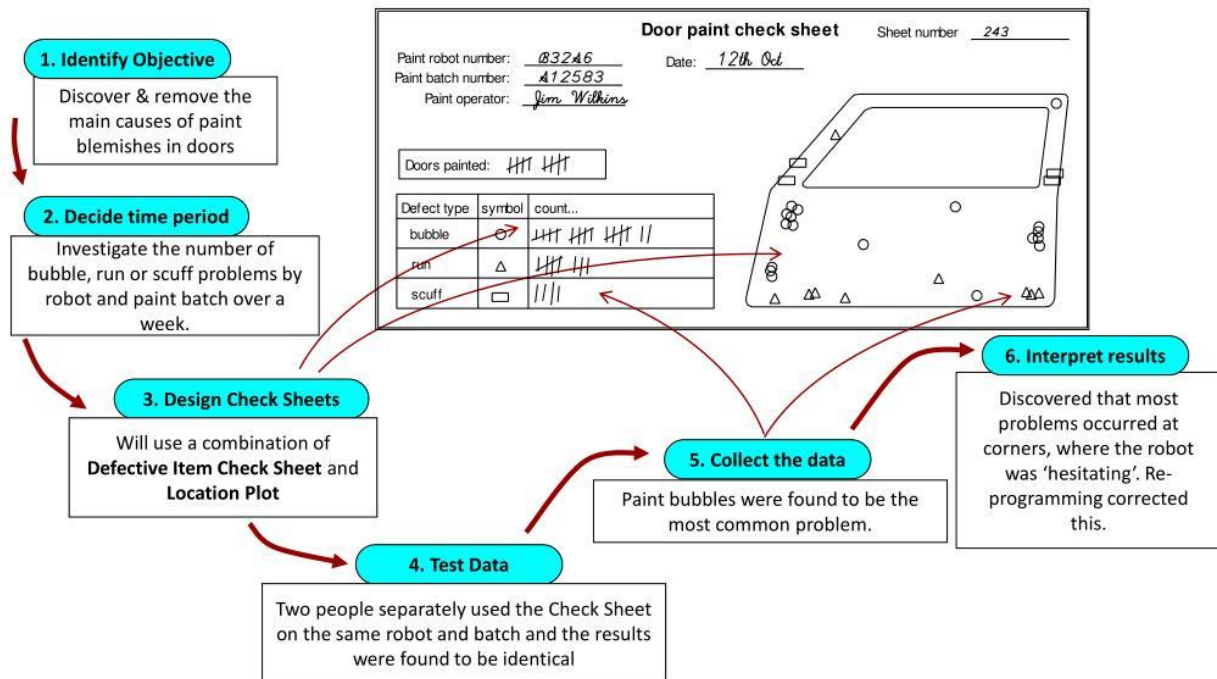 Door paint check sheet
Sheet number 243
Paint robot number: B32A6
Date: 12th Oct
Paint batch number: A12583
Paint operator: Jim Wilkins
Doors painted:
Defect type symbol count...
bubble
run
scuff
1. Identify Objective
Discover & remove the
main causes of paint
blemishes in doors
2. Decide time period
Investigate the number of
bubble, run or scuff problems by
robot and paint batch over a
week.
3. Design Check Sheets
Will use a combination of
Defective Item Check Sheet and
Location Plot
4. Test Data
Two people separately used the Check Sheet
on the same robot and batch and the results
were found to be identical
5. Collect the data
Paint bubbles were found to be the
most common problem.
6. Interpret results
Discovered that most
problems occurred at
corners, where the robot
was ‘hesitating’. Re-
programming corrected
this.